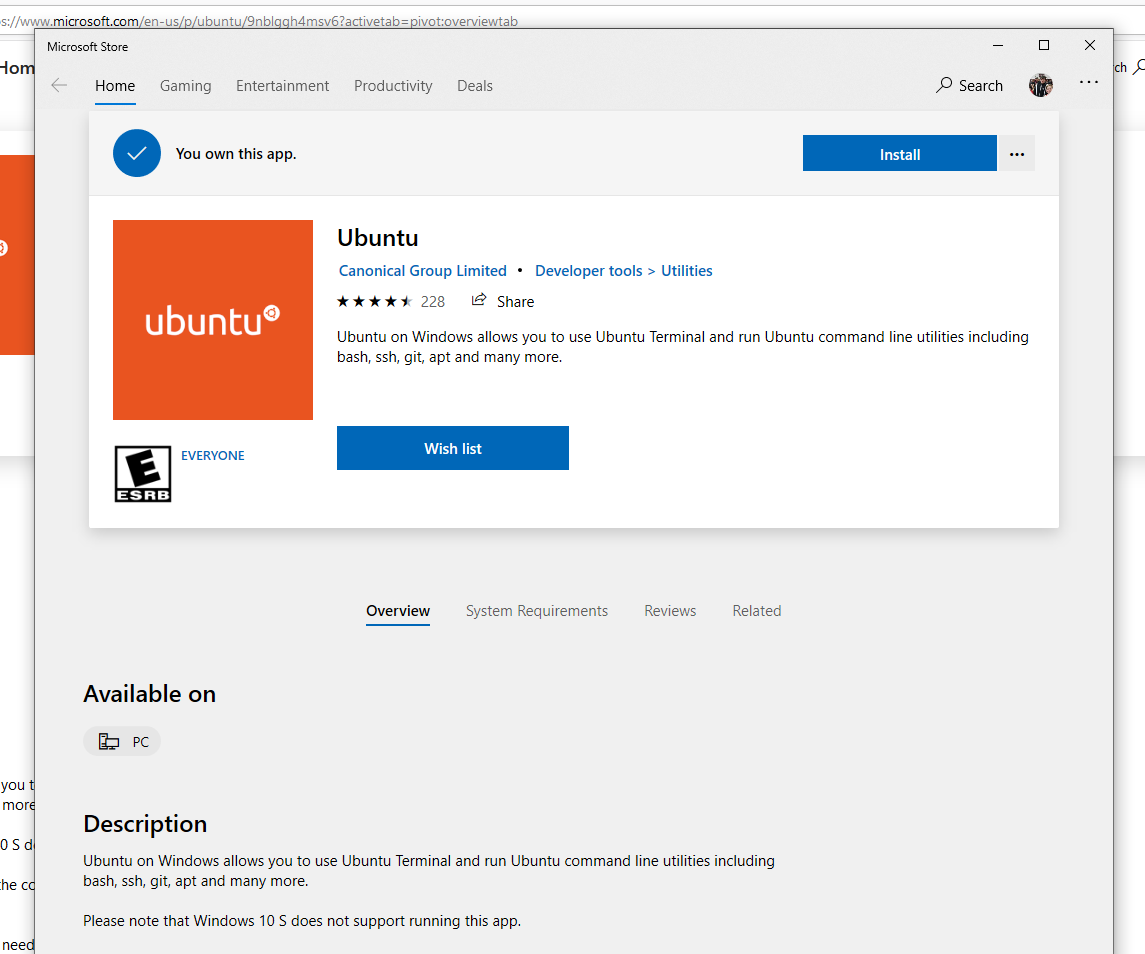 s://www.microsoft.com/en-us/p/ubuntu/9nblggh4msv6?activetab=pivot:overviewtab
Microsoft Store
Hom
ch
Home Gaming Entertainment Productivity Deals
Search
You own this app.
Install
Ubuntu
Canonical Group Limited • Developer tools > Utilities
228 Share
ubuntu
Ubuntu on Windows allows you to use Ubuntu Terminal and run Ubuntu command line utilities including
bash, ssh, git, apt and many more.
Wish list
E
ESRB
EVERYONE
Overview System Requirements Reviews Related
Available on
PC
you t
more
Description
0 S d
Ubuntu on Windows allows you to use Ubuntu Terminal and run Ubuntu command line utilities including
bash, ssh, git, apt and many more.
he co
Please note that Windows 10 S does not support running this app.
need